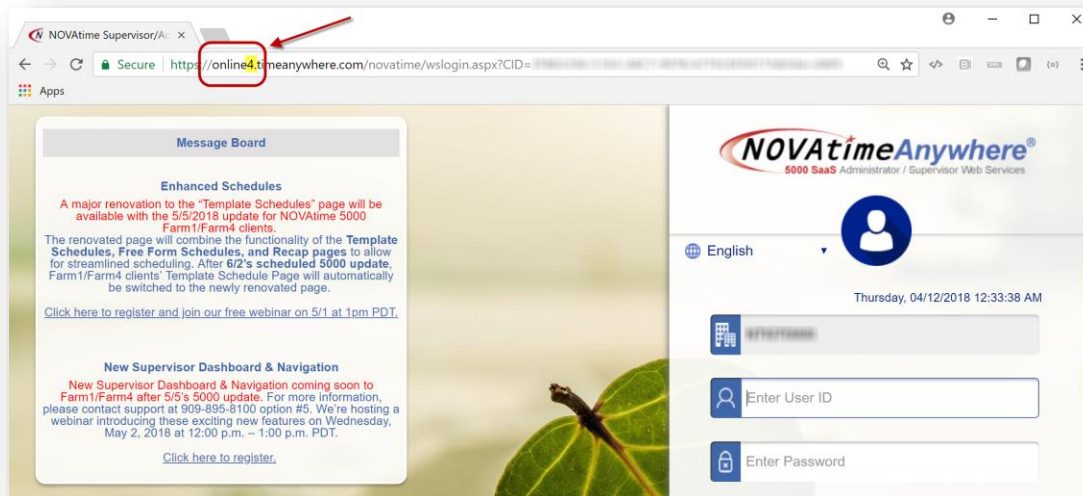 NOVAtime Supervisor/Ac
Secure | https://online4.timeanywhere.com/novatime/wslogin.aspx?CID=
Apps
Message Board
Enhanced Schedules
A major renovation to the “Template Schedules” page will be
available with the 5/5/2018 update for NOVAtime 5000
Farm1/Farm4 clients.
The renovated page will combine the functionality of the Template
Schedules, Free Form Schedules, and Recap pages to allow
for streamlined scheduling. After 6/2's scheduled 5000 update,
Farm1/Farm4 clients' Template Schedule Page will automatically
be switched to the newly renovated page.
Click here to register and join our free webinar on 5/1 at 1pm PDT.
New Supervisor Dashboard & Navigation
New Supervisor Dashboard & Navigation coming soon to
Farm1/Farm4 after 5/5's 5000 update. For more information,
please contact support at 909-895-8100 option #5. We're hosting a
webinar introducing these exciting new features on Wednesday,
May 2, 2018 at 12:00 p.m. – 1:00 p.m. PDT.
Click here to register.
NOVAtimeAnywhere®
5000 SaaS Administrator / Supervisor Web Services
English
Thursday, 04/12/2018 12:33:38 AM
Enter User ID
Enter Password